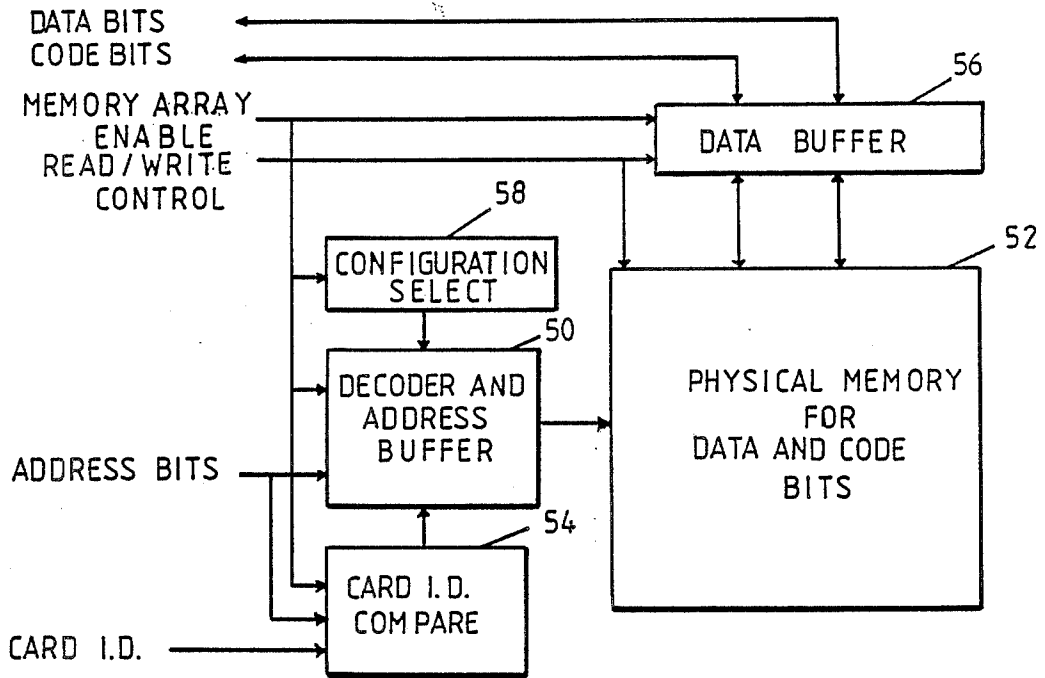 DATA BITS
CODE BITS
MEMORY ARRAY
ENABLE
READ/WRITE
CONTROL
56
DATA BUFFER
58
CONFIGURATION
SELECT
52
50
DECODER AND
ADDRESS
BUFFER
PHYSICAL MEMORY
FOR
DATA AND CODE
BITS
ADDRESS BITS
54
CARD I.D.
COMPARE
CARD I.D.